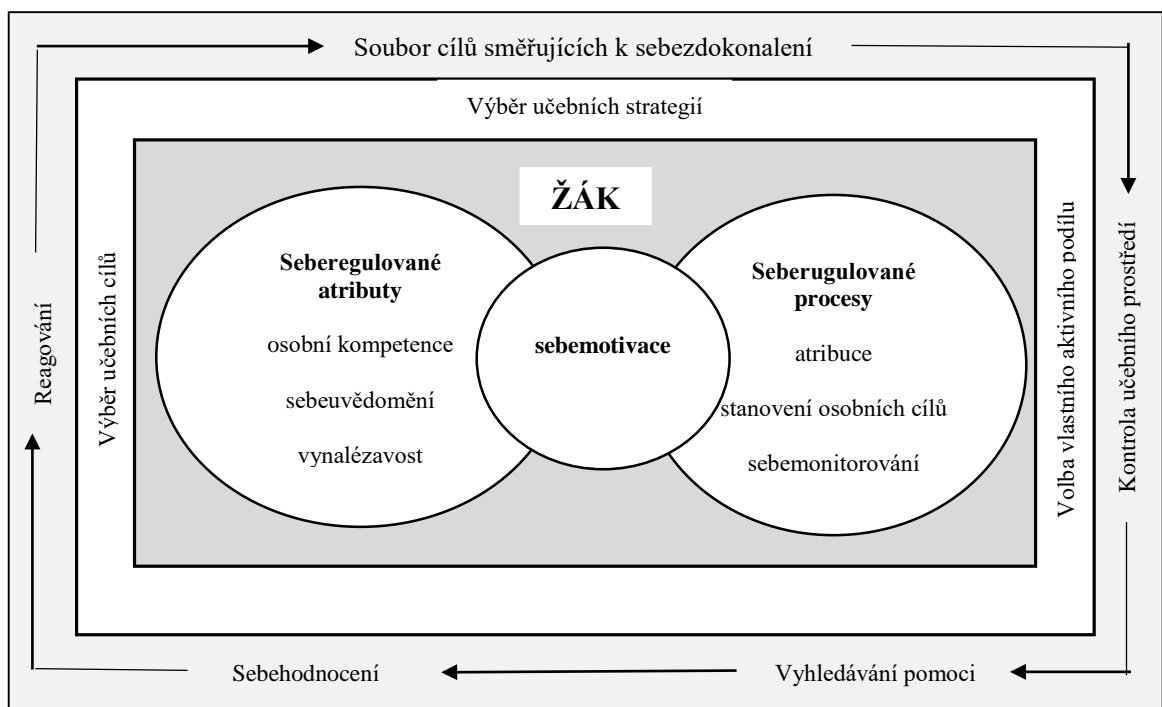 Soubor cílů směřujících k sebezdokonalení
Výběr učebních strategií
ŽÁK
Reagování
Výběr učebních cílů
Seberegulované
atributy
osobní kompetence
sebeuvědomění
vynalézavost
sebemotivace
Seberugulované
procesy
atribuce
stanovení osobních cílů
sebemonitorování
Volba vlastního aktivního podílu
Kontrola učebního prostředí
Sebehodnocení
Vyhledávání pomoci